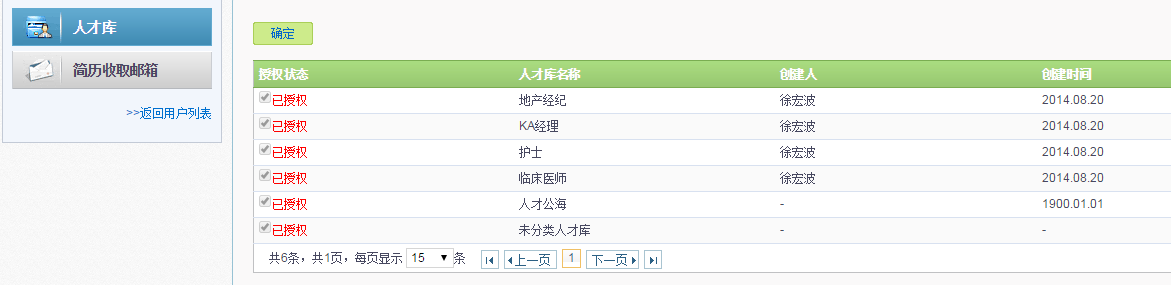 人才库
简历收取邮箱
>>返回用户列表
确定
授权状态 人才库名称 创建人 创建时间
已授权 地产经纪 徐宏波 2014.08.20
已授权 KA经理 徐宏波 2014.08.20
已授权 护士 徐宏波 2014.08.20
已授权 临床医师 徐宏波 2014.08.20
已授权 人才公海 - 1900.01.01
已授权 未分类人才库 - -
共6条，共1页，每页显示 15 条 上一页 1 下一页